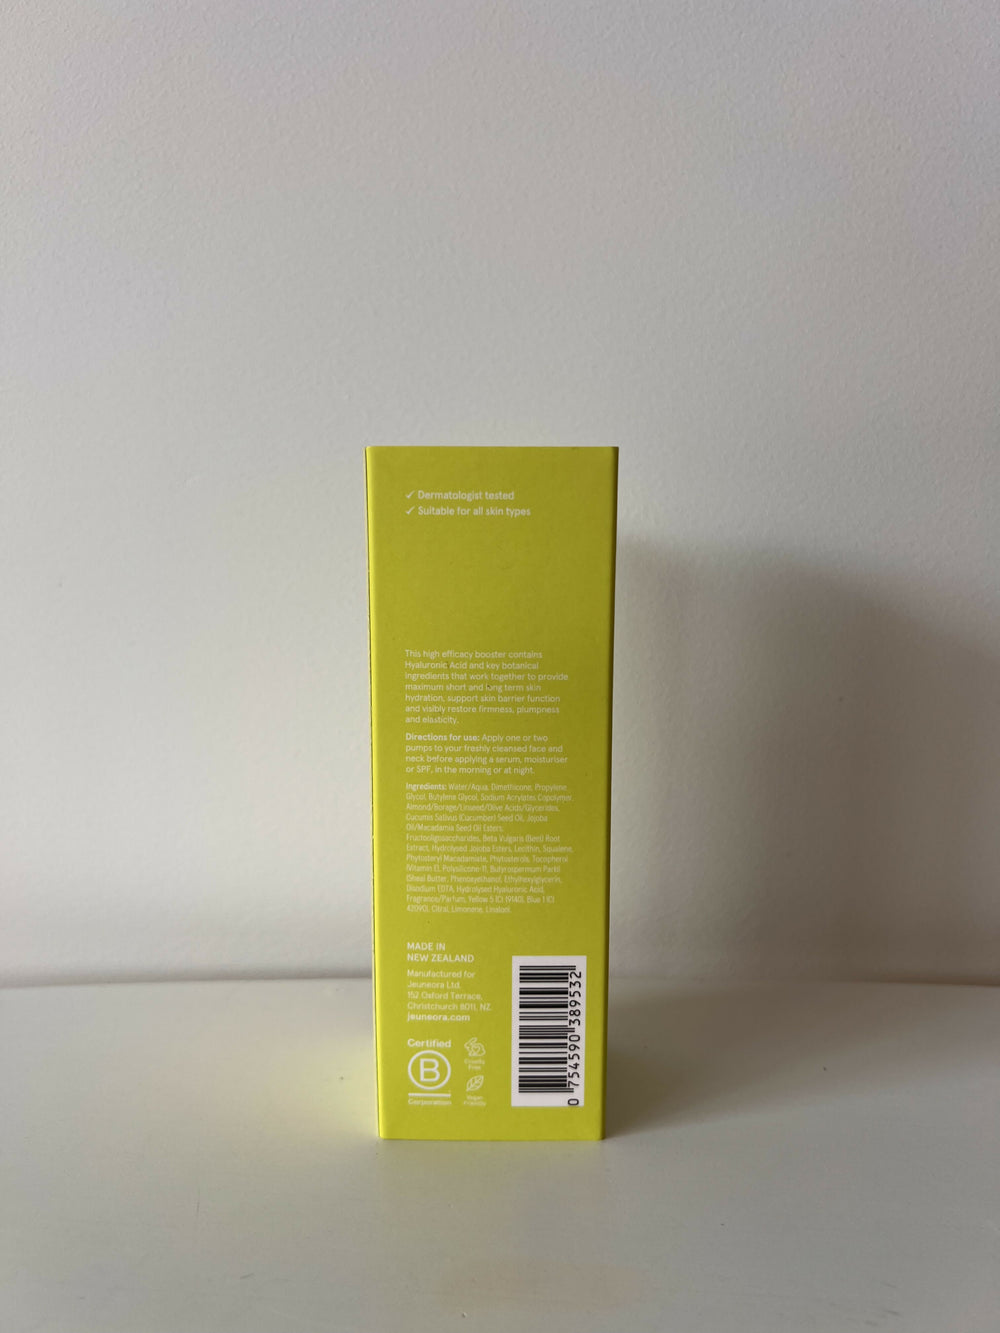 ✓ Dermatologist tested
✓ Suitable for all skin types
This high efficacy booster contains
Hyaluronic Acid and key botanical
ingredients that work together to provide
maximum short and long term skin
hydration, support skin barrier function
and visibly restore firmness, plumpness
and elasticity.
Directions for use: Apply one or two
pumps to your freshly cleansed face and
neck before applying a serum, moisturiser
or SPF, in the morning or at night.
Ingredients: Water/Aqua, Dimethicone, Propylene
Glycol, Butylene Glycol, Sodium Acrylates Copolymer,
Almond/Borage/Linseed/Olive Acids/Glycerides,
Cucumis Sativus (Cucumber) Seed Oil, Jojoba
Oil/Macadamia Seed Oil Esters,
Fructooligosaccharides, Beta Vulgaris (Beet) Root
Extract, Hydrolysed Jojoba Esters, Lecithin, Squalene,
Phytosteryl Macadamiate, Phytosterols, Tocopherol
(Vitamin E), Polysilicone-11, Butyrospermum Parkii
(Shea) Butter, Phenoxyethanol, Ethylhexylglycerin,
Disodium EDTA, Hydrolysed Hyaluronic Acid,
Fragrance/Parfum, Yellow 5 (CI 19140), Blue 1 (CI
42090), Citral, Limonene, Linalool.
MADE IN
NEW ZEALAND
Manufactured for
Jeuneora Ltd,
152 Oxford Terrace,
Christchurch 8011, NZ.
jeuneora.com
Certified
B
Corporation
Cruelty
Free
Vegan
Friendly
0 754590 389532